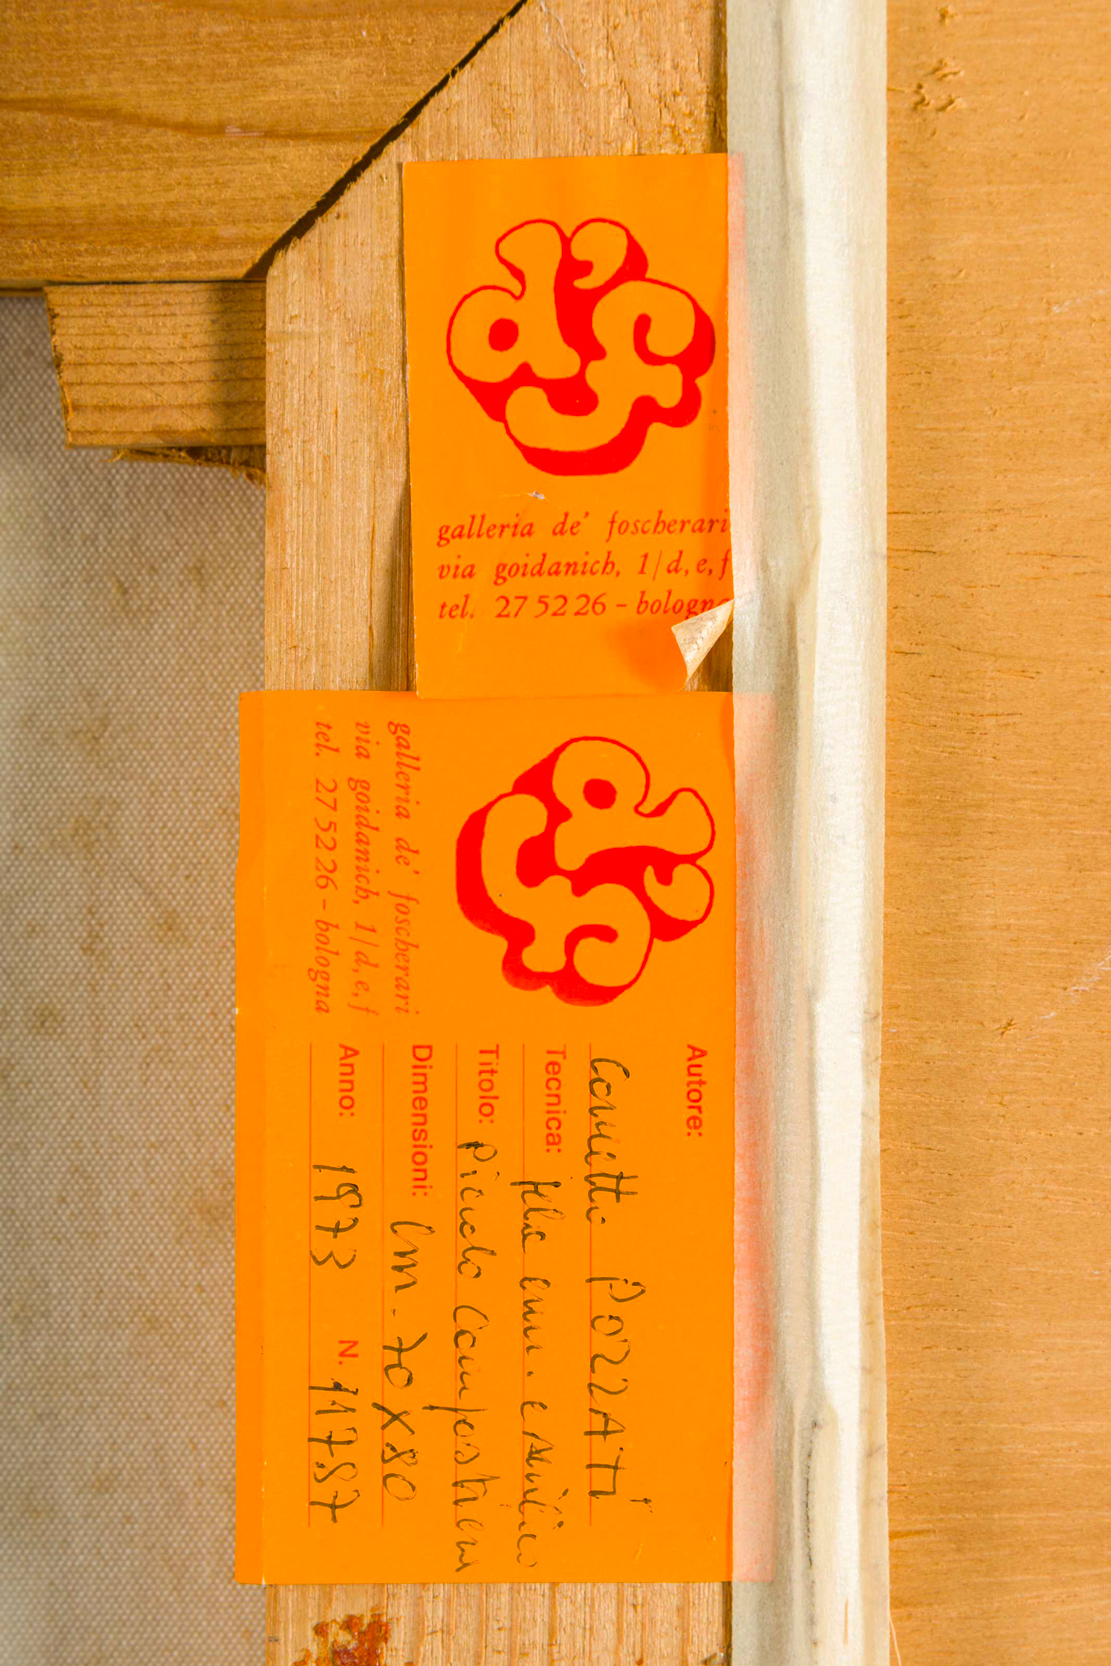 d'f
galleria de' foscherari
via goidanich, 1/d, e, f
tel. 27 52 26 - bologna
d'f
galleria de' foscherari
via goidanich, 1/d, e, f
tel. 27 52 26 - bologna
Autore:
Concetto POZZATI
Tecnica: e
Titolo: Piccola Composizione
Dimensioni: Cm. 70 X 80
Anno: 1973 N. 11787